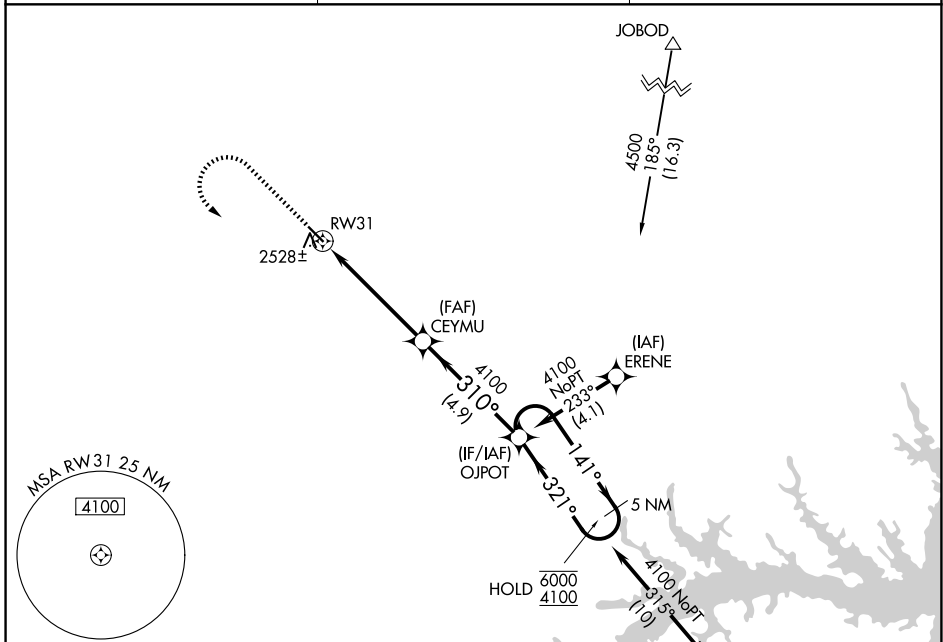 JOBOD
4500
185°
(16.3)
RW31
2528±
(FAF)
CEYMU
4100
310°
(4.9)
(IAF)
ERENE
4100
NoPT
233°
(4.1)
(IF/IAF)
OJPOT
141°
321°
5 NM
HOLD 6000
4100
4100 NoPT
315°
(10)
MSA RW31 25 NM
4100